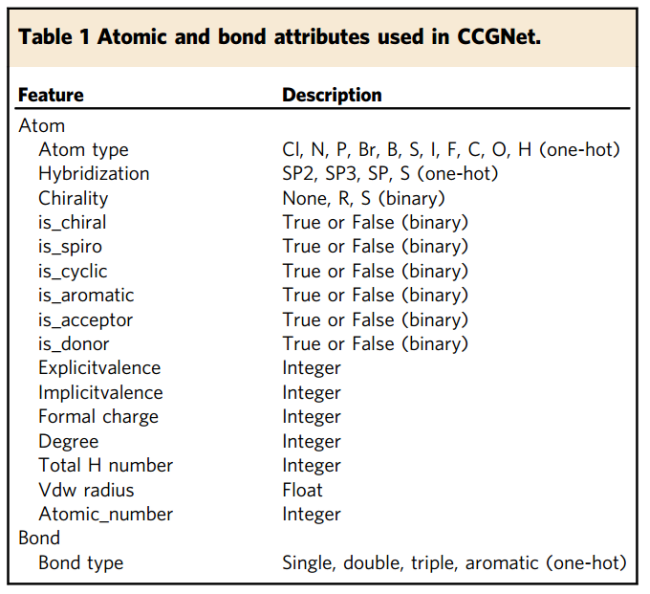 Table 1 Atomic and bond attributes used in CCGNet.
Feature Description
Atom
Atom type Cl, N, P, Br, B, S, I, F, C, O, H (one-hot)
Hybridization SP2, SP3, SP, S (one-hot)
Chirality None, R, S (binary)
is_chiral True or False (binary)
is_spiro True or False (binary)
is_cyclic True or False (binary)
is_aromatic True or False (binary)
is_acceptor True or False (binary)
is_donor True or False (binary)
Explicitvalence Integer
Implicitvalence Integer
Formal charge Integer
Degree Integer
Total H number Integer
Vdw radius Float
Atomic_number Integer
Bond
Bond type Single, double, triple, aromatic (one-hot)